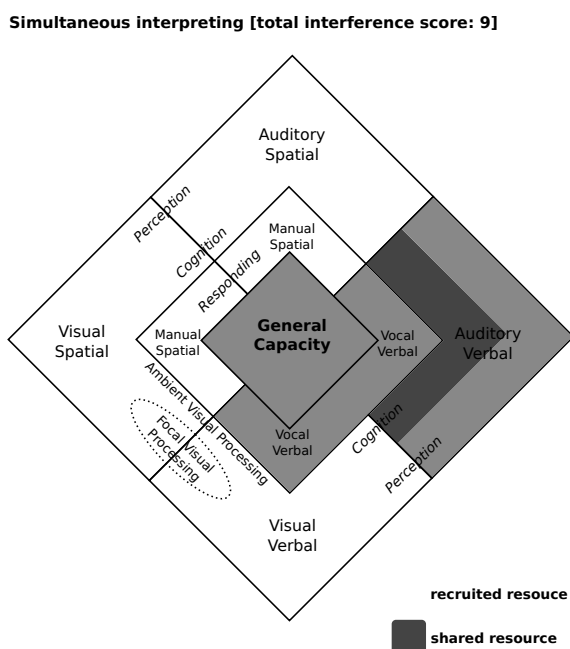 Simultaneous interpreting [total interference score: 9]
Auditory
Spatial
Perception
Cognition
Responding
Manual
Spatial
General
Capacity
Visual
Spatial
Manual
Spatial
Vocal
Verbal
Auditory
Verbal
Ambient Visual Processing
Focal Visual
Processing
Vocal
Verbal
Cognition
Perception
Visual
Verbal
recruited resouce
shared resource